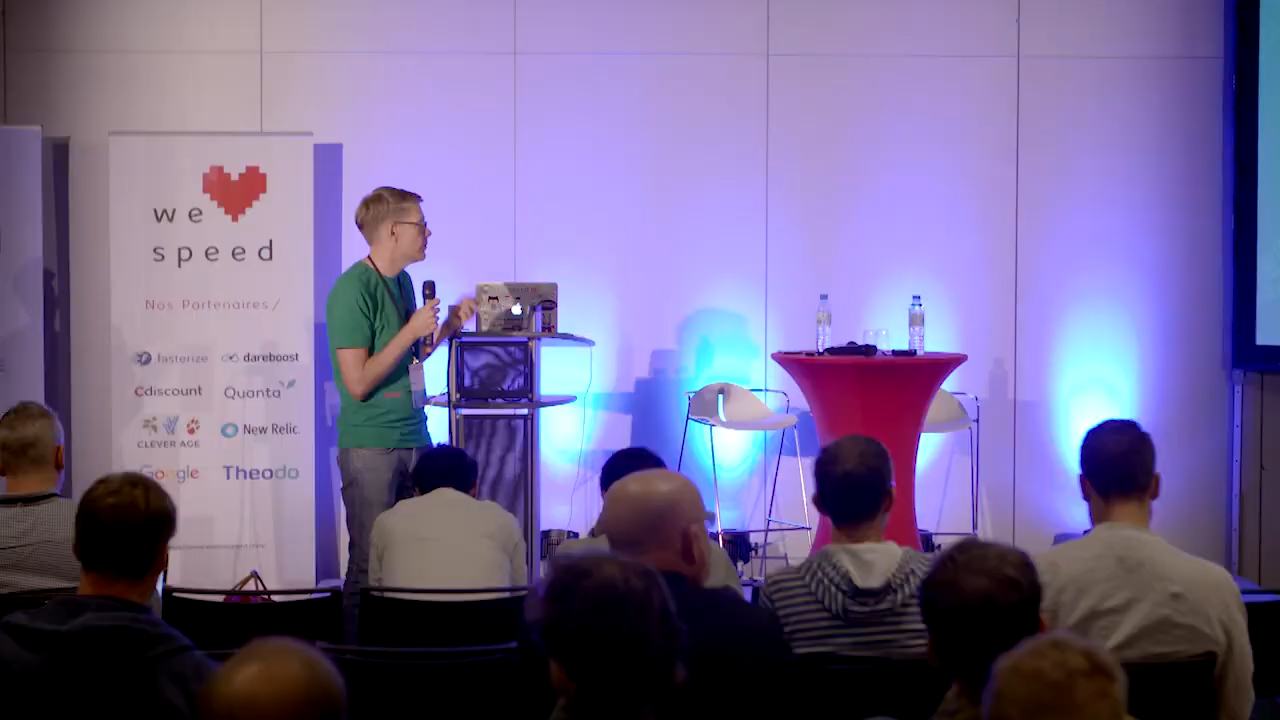 we
speed
Nos Partenaires /
fasterize dareboost
Cdiscount Quanta
CLEVER AGE New Relic
Google Theodo